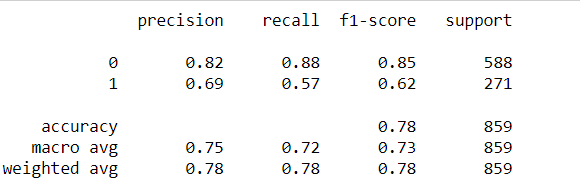 precision recall f1-score support
0 0.82 0.88 0.85 588
1 0.69 0.57 0.62 271
accuracy 0.78 859
macro avg 0.75 0.72 0.73 859
weighted avg 0.78 0.78 0.78 859